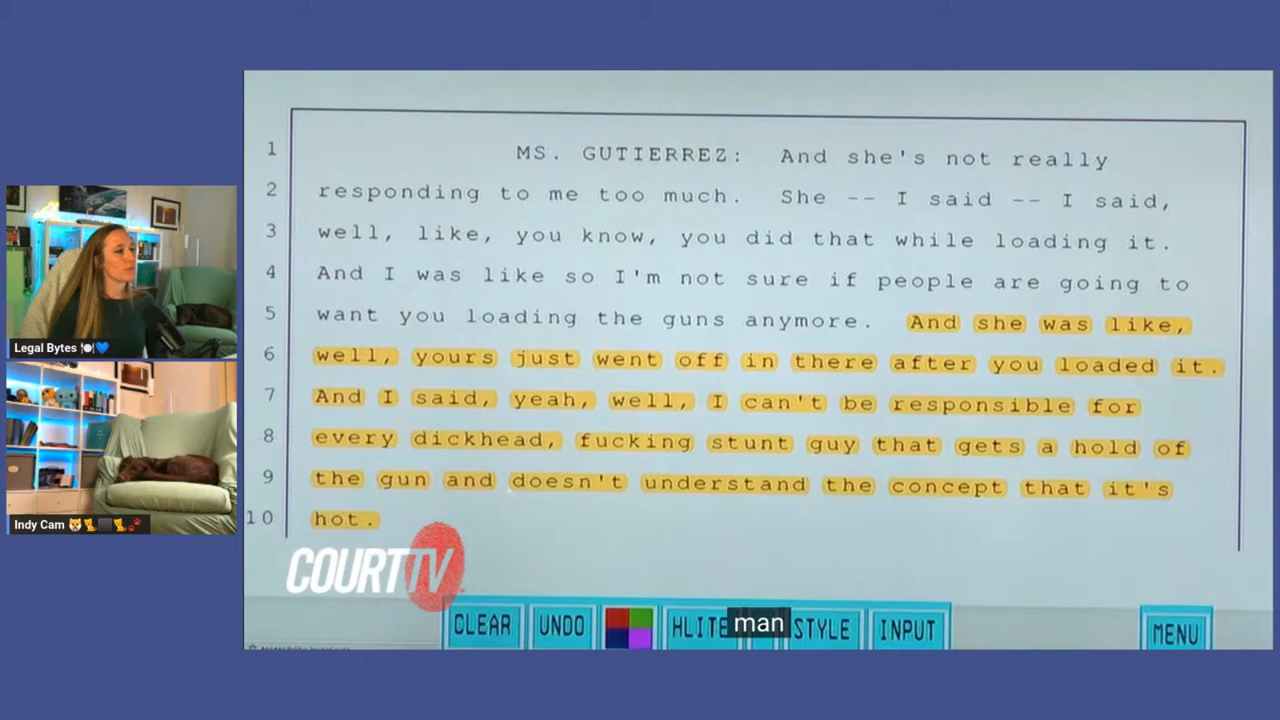 1 MS. GUTIERREZ: And she's not really
2 responding to me too much. She -- I said -- I said,
3 well, like, you know, you did that while loading it.
4 And I was like so I'm not sure if people are going to
5 want you loading the guns anymore. And she was like,
6 well, yours just went off in there after you loaded it.
7 And I said, yeah, well, I can't be responsible for
8 every dickhead, fucking stunt guy that gets a hold of
9 the gun and doesn't understand the concept that it's
10 hot.
Legal Bytes
Indy Cam
COURT TV
CLEAR UNDO HLITE STYLE INPUT MENU
man